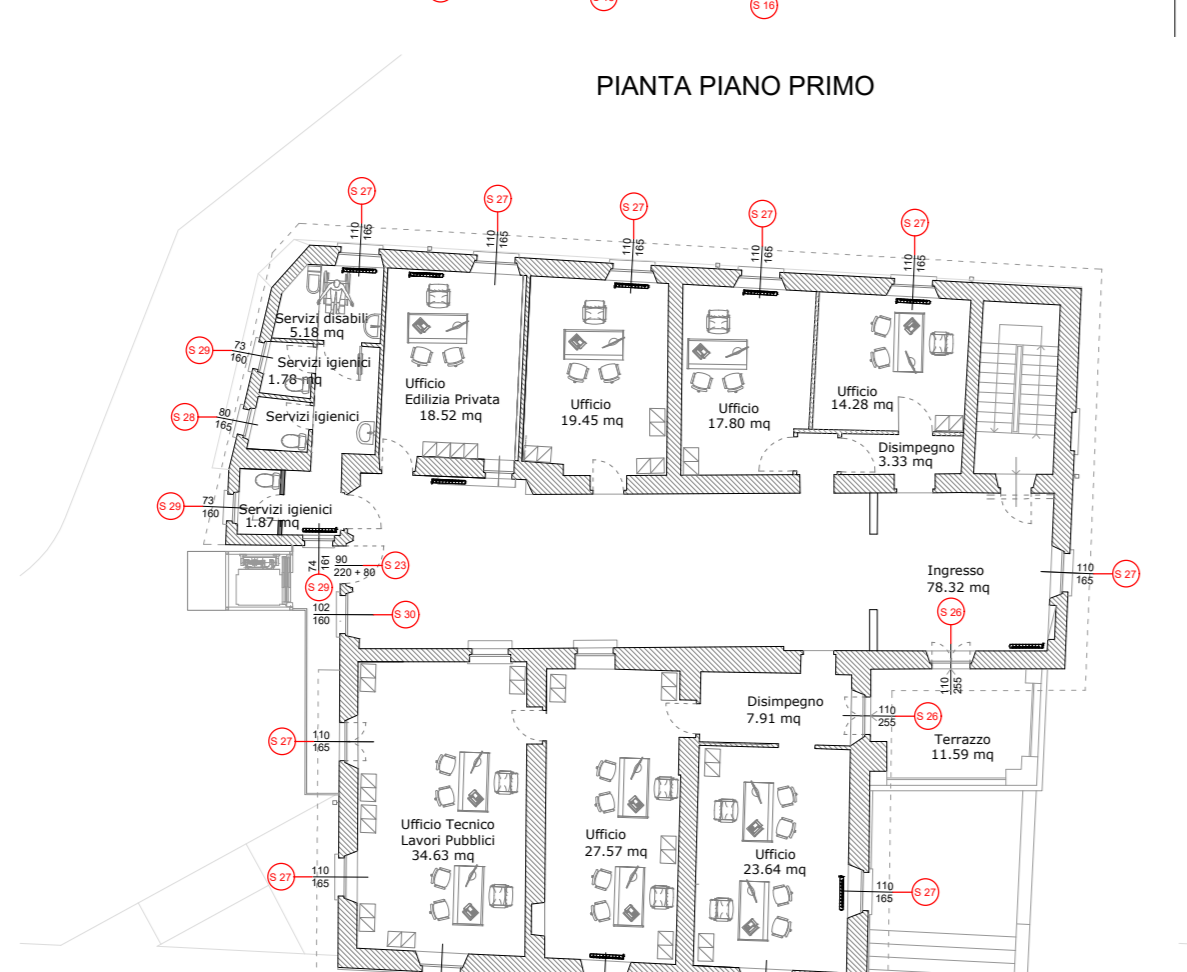 S 16
PIANTA PIANO PRIMO
S 27
S 27
S 27
S 27
S 27
110
165
110
165
110
165
110
165
110
165
Servizi disabili
5.18 mq
S 29
73
160
Servizi igienici
1.78 mq
S 28
80
165
Servizi igienici
Ufficio
Edilizia Privata
18.52 mq
Ufficio
19.45 mq
Ufficio
17.80 mq
Ufficio
14.28 mq
Disimpegno
3.33 mq
S 29
73
160
Servizi igienici
1.87 mq
74
161
S 29
90
220 + 80
S 23
102
160
S 30
Ingresso
78.32 mq
110
165
S 27
S 26
110
255
Disimpegno
7.91 mq
110
255
S 26
Terrazzo
11.59 mq
S 27
110
165
Ufficio Tecnico
Lavori Pubblici
34.63 mq
Ufficio
27.57 mq
Ufficio
23.64 mq
S 27
110
165
110
165
S 27